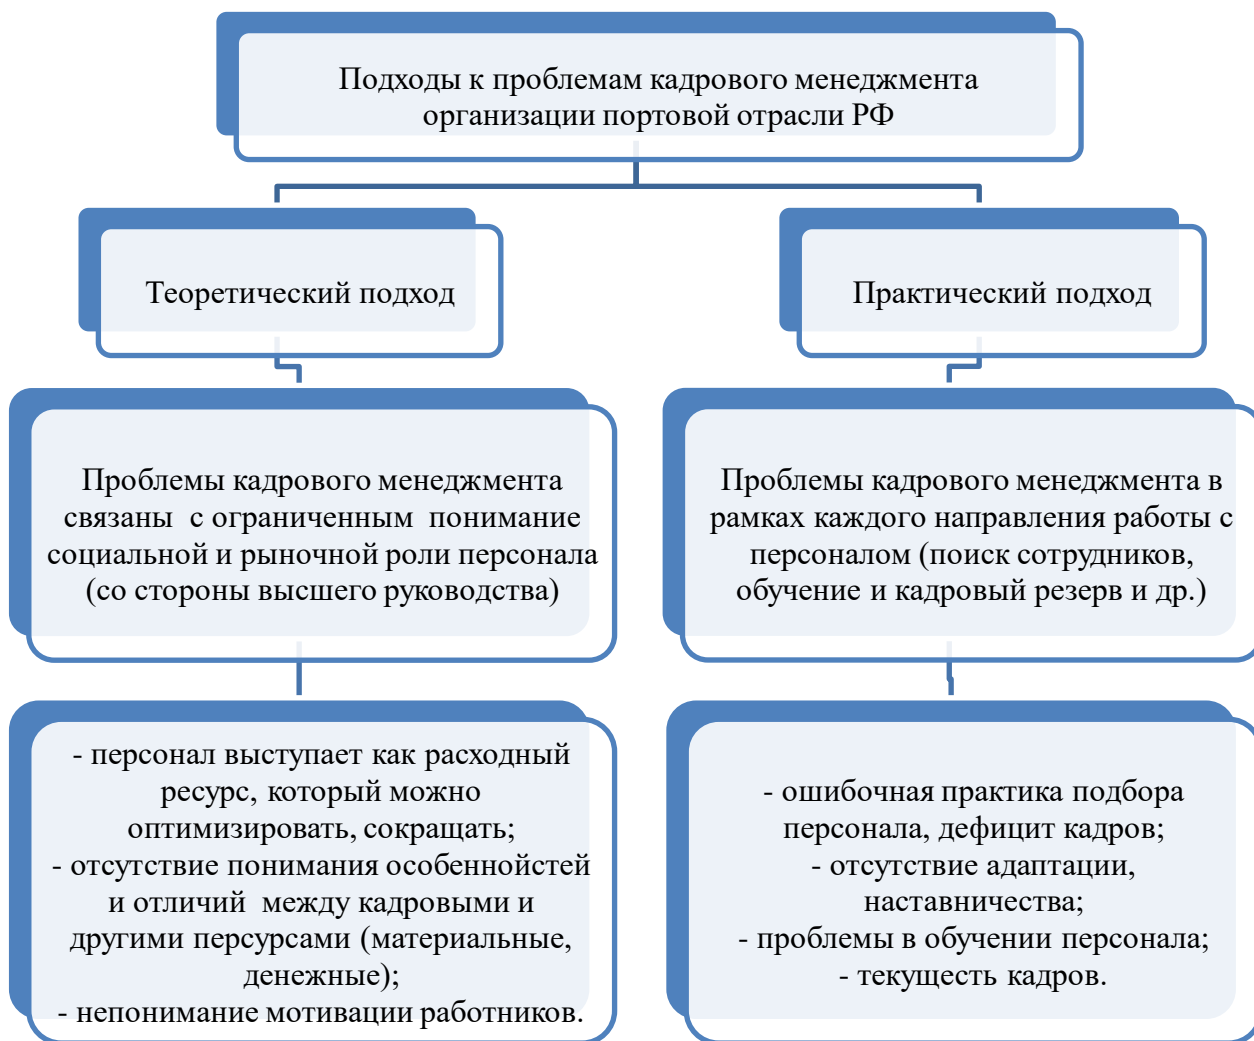 Подходы к проблемам кадрового менеджмента
организации портовой отрасли РФ
Теоретический подход
Практический подход
Проблемы кадрового менеджмента
связаны с ограниченным понимание
социальной и рыночной роли персонала
(со стороны высшего руководства)
Проблемы кадрового менеджмента в
рамках каждого направления работы с
персоналом (поиск сотрудников,
обучение и кадровый резерв и др.)
- персонал выступает как расходный
ресурс, который можно
оптимизировать, сокращать;
- отсутствие понимания особеннойстей
и отличий между кадровыми и
другими персурсами (материальные,
денежные);
- непонимание мотивации работников.
- ошибочная практика подбора
персонала, дефицит кадров;
- отсутствие адаптации,
наставничества;
- проблемы в обучении персонала;
- текущесть кадров.